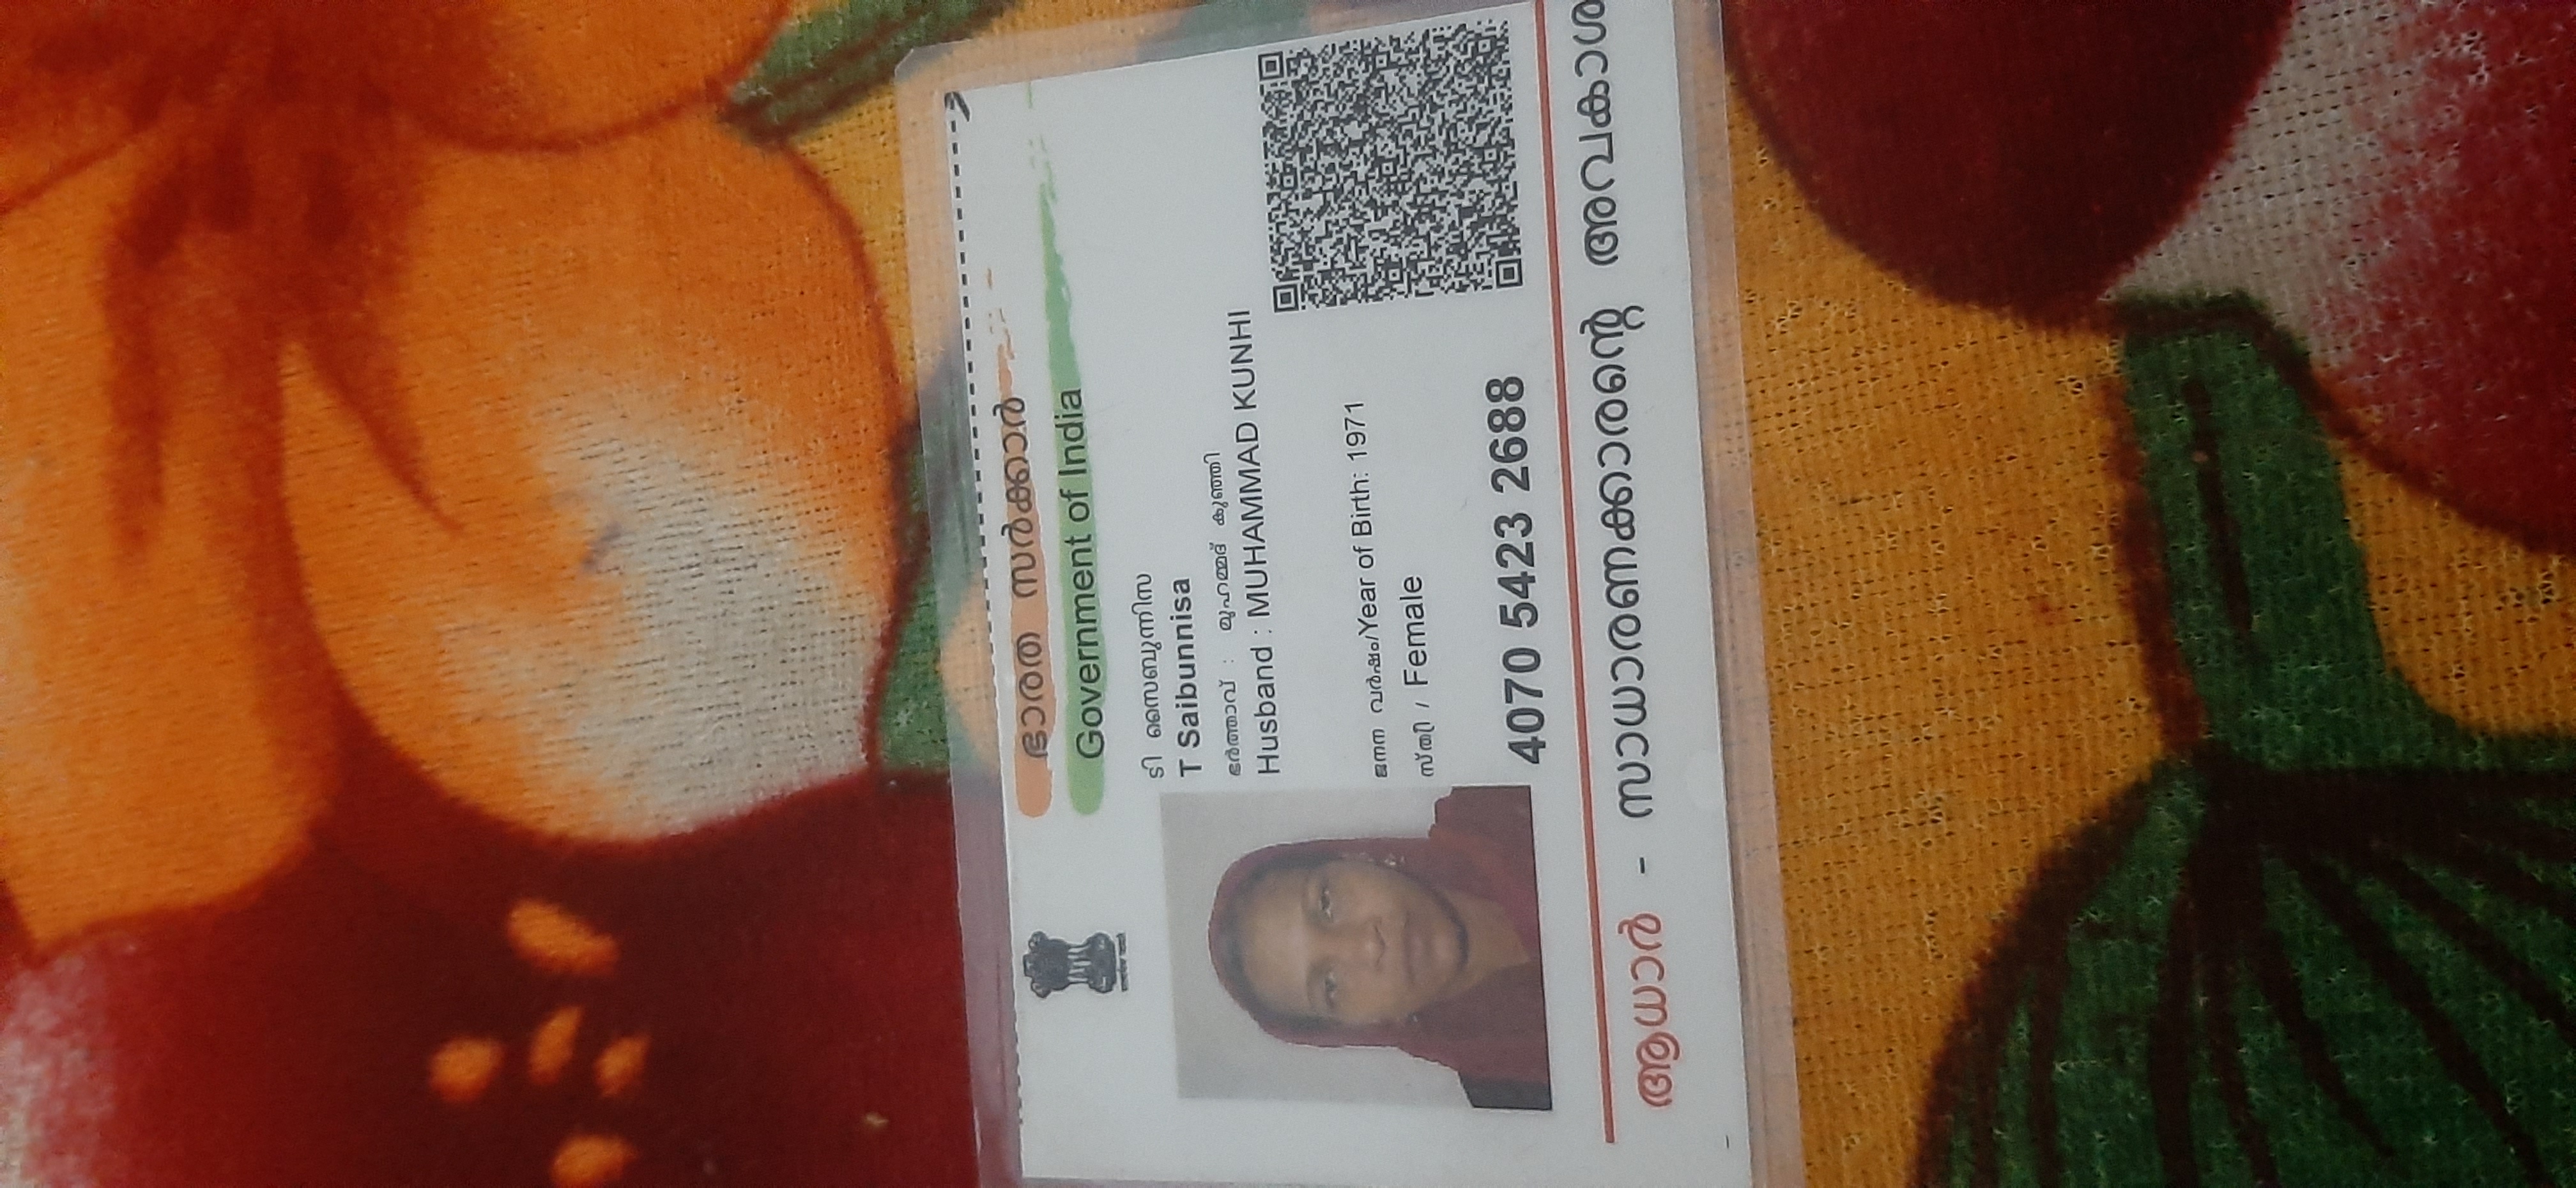 ഭാരത സർക്കാർ
Government of India
ടി സൈബുന്നിസ
T Saibunnisa
ഭർത്താവ് : മുഹമ്മദ് കുഞ്ഞി
Husband : MUHAMMAD KUNHI
ജനന വർഷം/Year of Birth: 1971
സ്ത്രീ / Female
4070 5423 2688
ആധാർ - സാധാരണക്കാരന്റെ